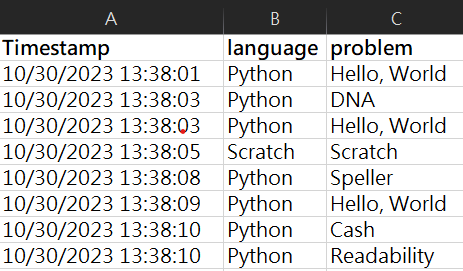 A B C
Timestamp language problem
10/30/2023 13:38:01 Python Hello, World
10/30/2023 13:38:03 Python DNA
10/30/2023 13:38:03 Python Hello, World
10/30/2023 13:38:05 Scratch Scratch
10/30/2023 13:38:08 Python Speller
10/30/2023 13:38:09 Python Hello, World
10/30/2023 13:38:10 Python Cash
10/30/2023 13:38:10 Python Readability